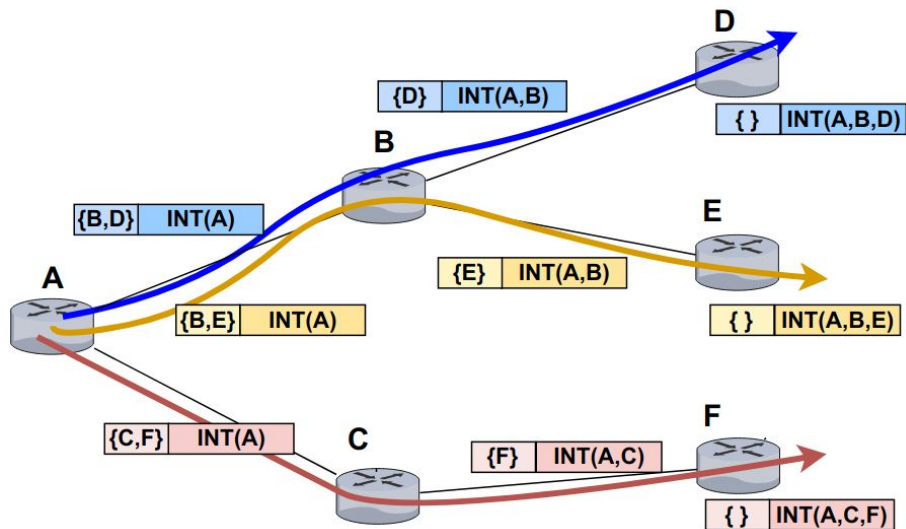 D
{D} INT(A,B)
{ } INT(A,B,D)
B
{B,D} INT(A)
E
{E} INT(A,B)
A
{B,E} INT(A)
{ } INT(A,B,E)
F
{C,F} INT(A)
C
{F} INT(A,C)
{ } INT(A,C,F)